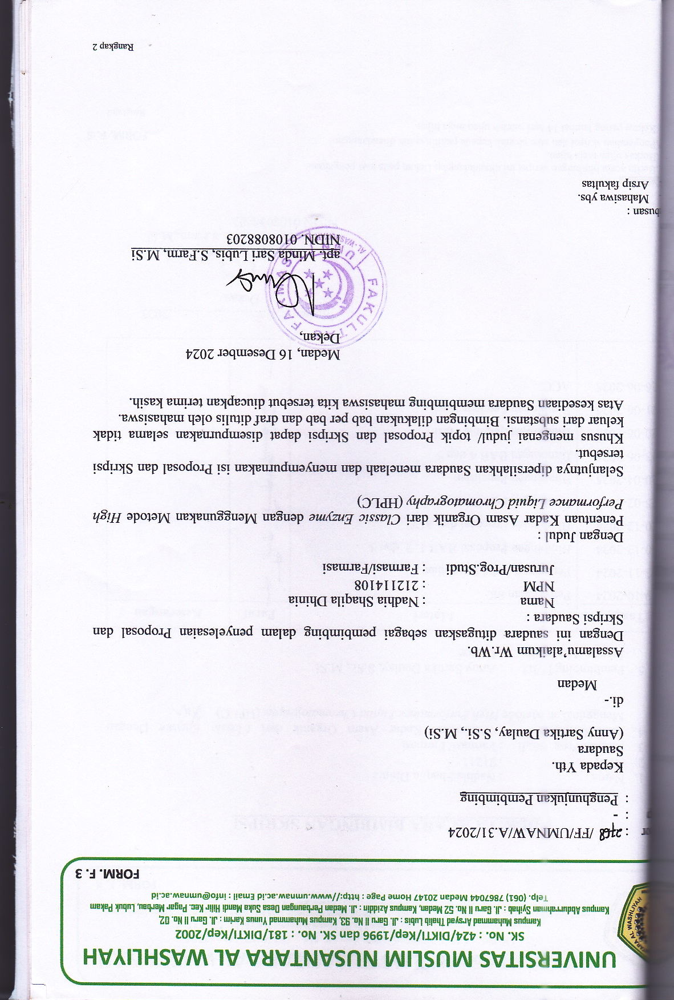 UNIVERSITAS MUSLIM NUSANTARA AL WASHLIYAH
SK. No. : 424/DIKTI/Kep/1996 dan SK. No. : 181/DIKTI/Kep/2002
Kampus Muhammad Arsyad Thalib Lubis : Jl. Garu II No. 93, Kampus Muhammad Yunus Karim : Jl. Garu II No. 02,
Kampus Abdurrahman Syihab : Jl. Garu II No. 52 Medan, Kampus Aziddin : Jl. Medan Perbaungan Desa Suka Mandi Hilir Kec. Pagar Merbau, Lubuk Pakam
Telp. (061) 7867044 Medan 20147 Home Page : http://www.umnaw.ac.id Email : info@umnaw.ac.id
FORM. F. 3
or : /FF/UMNAW/A.31/2024
: -
: Penghunjukan Pembimbing
Kepada Yth.
Saudara
(Anny Sartika Daulay, S.Si., M.Si)
di.-
Medan
Assalamu'alaikum Wr.Wb.
Dengan ini saudara ditugaskan sebagai pembimbing dalam penyelesaian Proposal dan
Skripsi Saudara :
Nama : Nadhia Shaqila Dhinia
NPM : 212114108
Jurusan/Prog.Studi : Farmasi/Farmasi
Dengan Judul :
Penentuan Kadar Asam Organik dari Classic Enzyme dengan Menggunakan Metode High
Performance Liquid Chromatography (HPLC)
Selanjutnya dipersilahkan Saudara menelaah dan menyempurnakan isi Proposal dan Skripsi
tersebut.
Khusus mengenai judul/ topik Proposal dan Skripsi dapat disempurnakan selama tidak
keluar dari substansi. Bimbingan dilakukan bab per bab dan draf ditulis oleh mahasiswa.
Atas kesediaan Saudara membimbing mahasiswa kita tersebut diucapkan terima kasih.
Medan, 16 Desember 2024
Dekan,
FAKULTAS FARMASI
UMN
AL-WASHLIYAH
apt. Minda Sari Lubis, S.Farm, M.Si
NIDN. 0108088203
busan :
Mahasiswa ybs.
Arsip fakultas
Rangkap 2